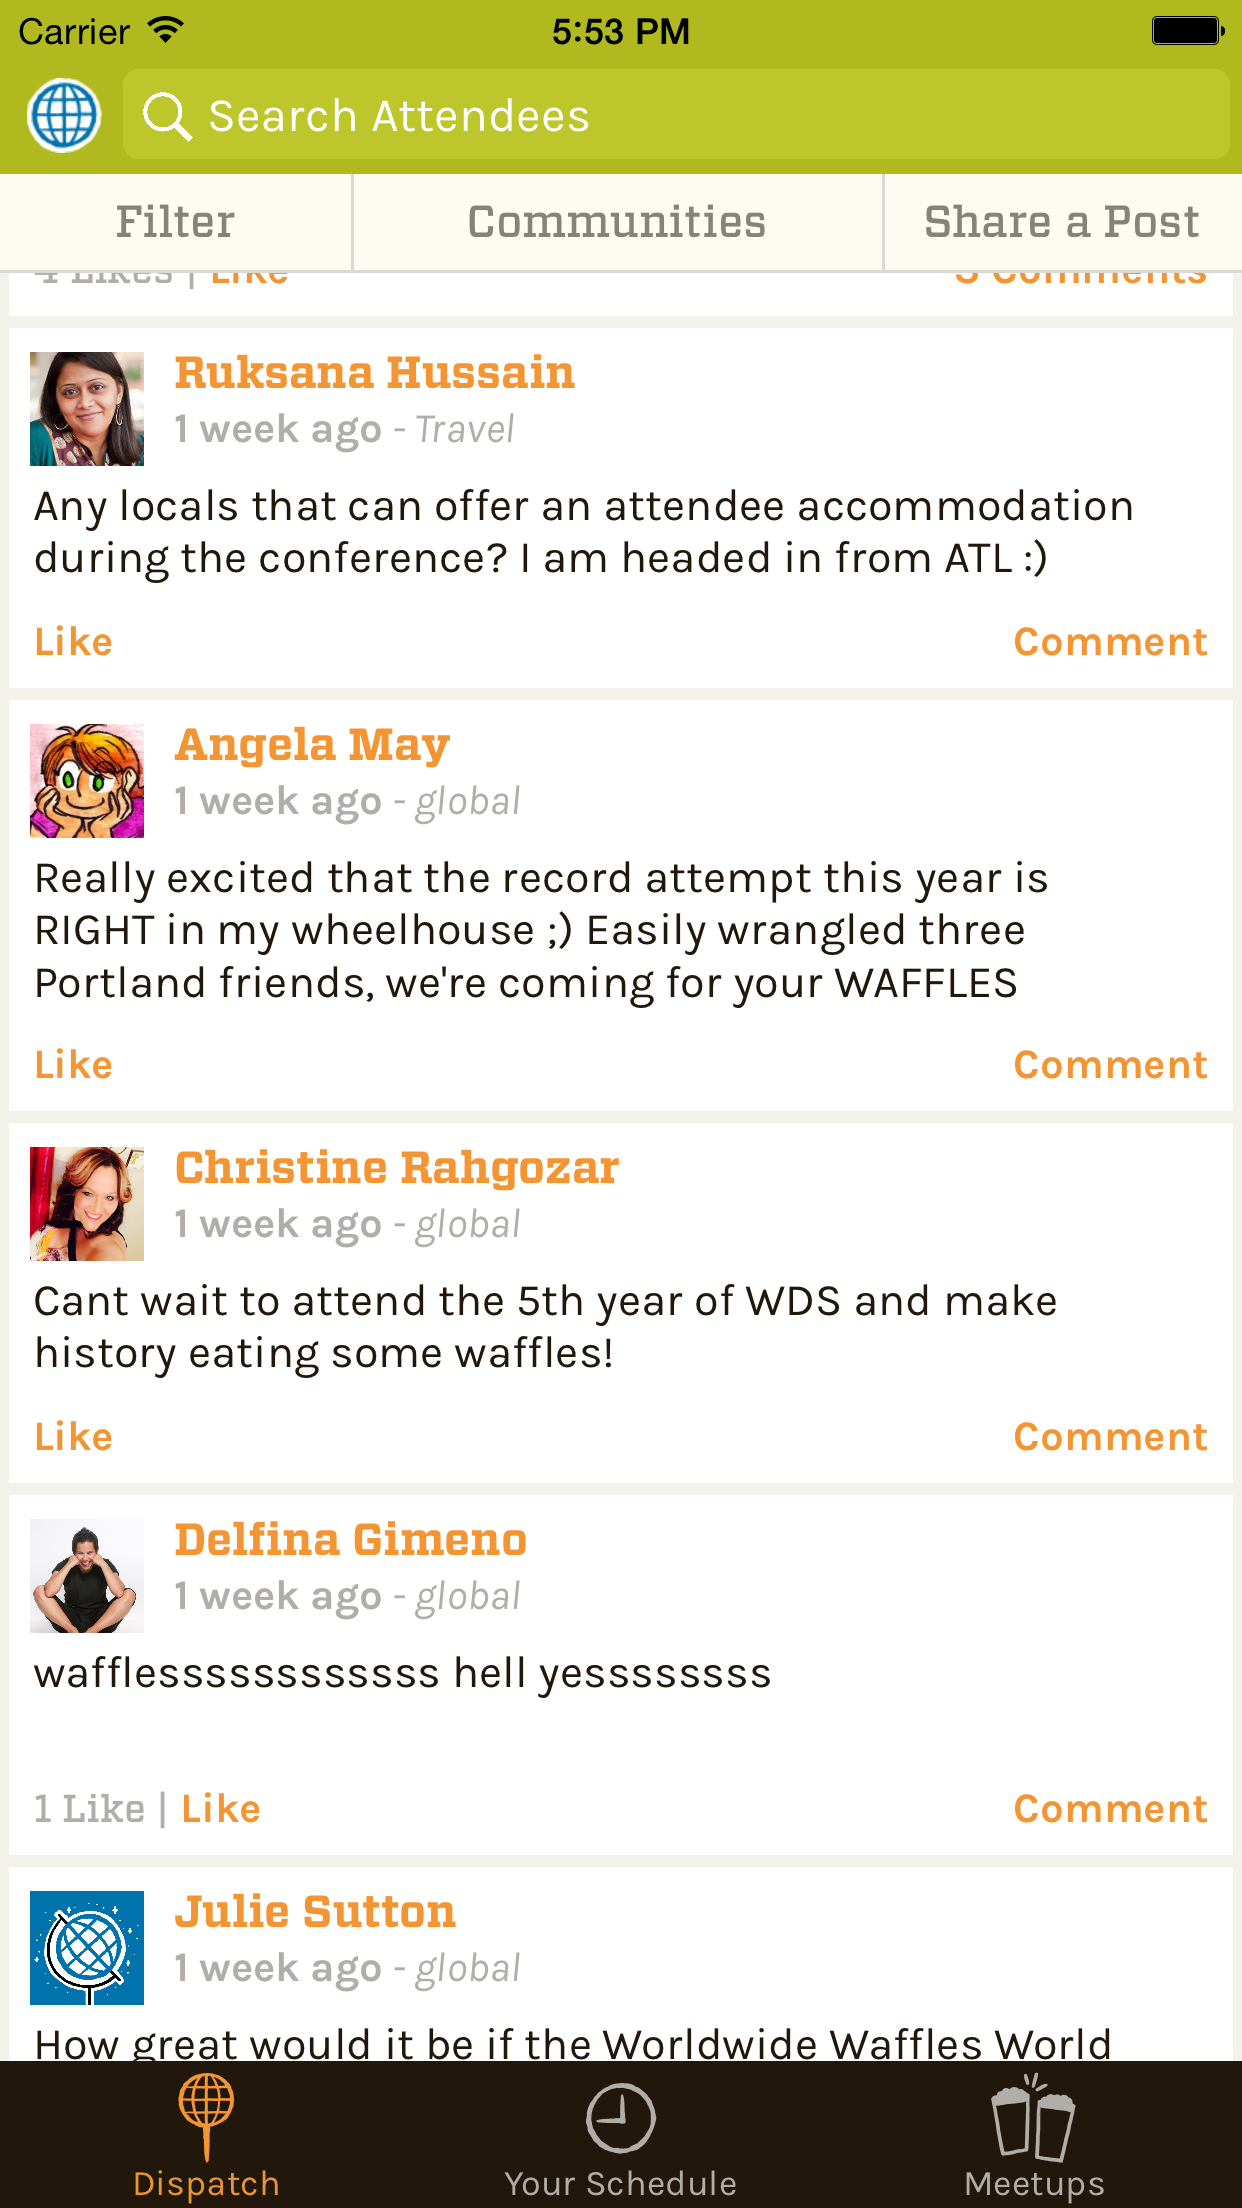 Carrier 5:53 PM
Search Attendees
Filter Communities Share a Post
4 Likes | Like 3 Comments
Ruksana Hussain
1 week ago - Travel
Any locals that can offer an attendee accommodation
during the conference? I am headed in from ATL :)
Like Comment
Angela May
1 week ago - global
Really excited that the record attempt this year is
RIGHT in my wheelhouse ;) Easily wrangled three
Portland friends, we're coming for your WAFFLES
Like Comment
Christine Rahgozar
1 week ago - global
Cant wait to attend the 5th year of WDS and make
history eating some waffles!
Like Comment
Delfina Gimeno
1 week ago - global
wafflessssssssssss hell yessssssss
1 Like | Like Comment
Julie Sutton
1 week ago - global
How great would it be if the Worldwide Waffles World
Dispatch Your Schedule Meetups